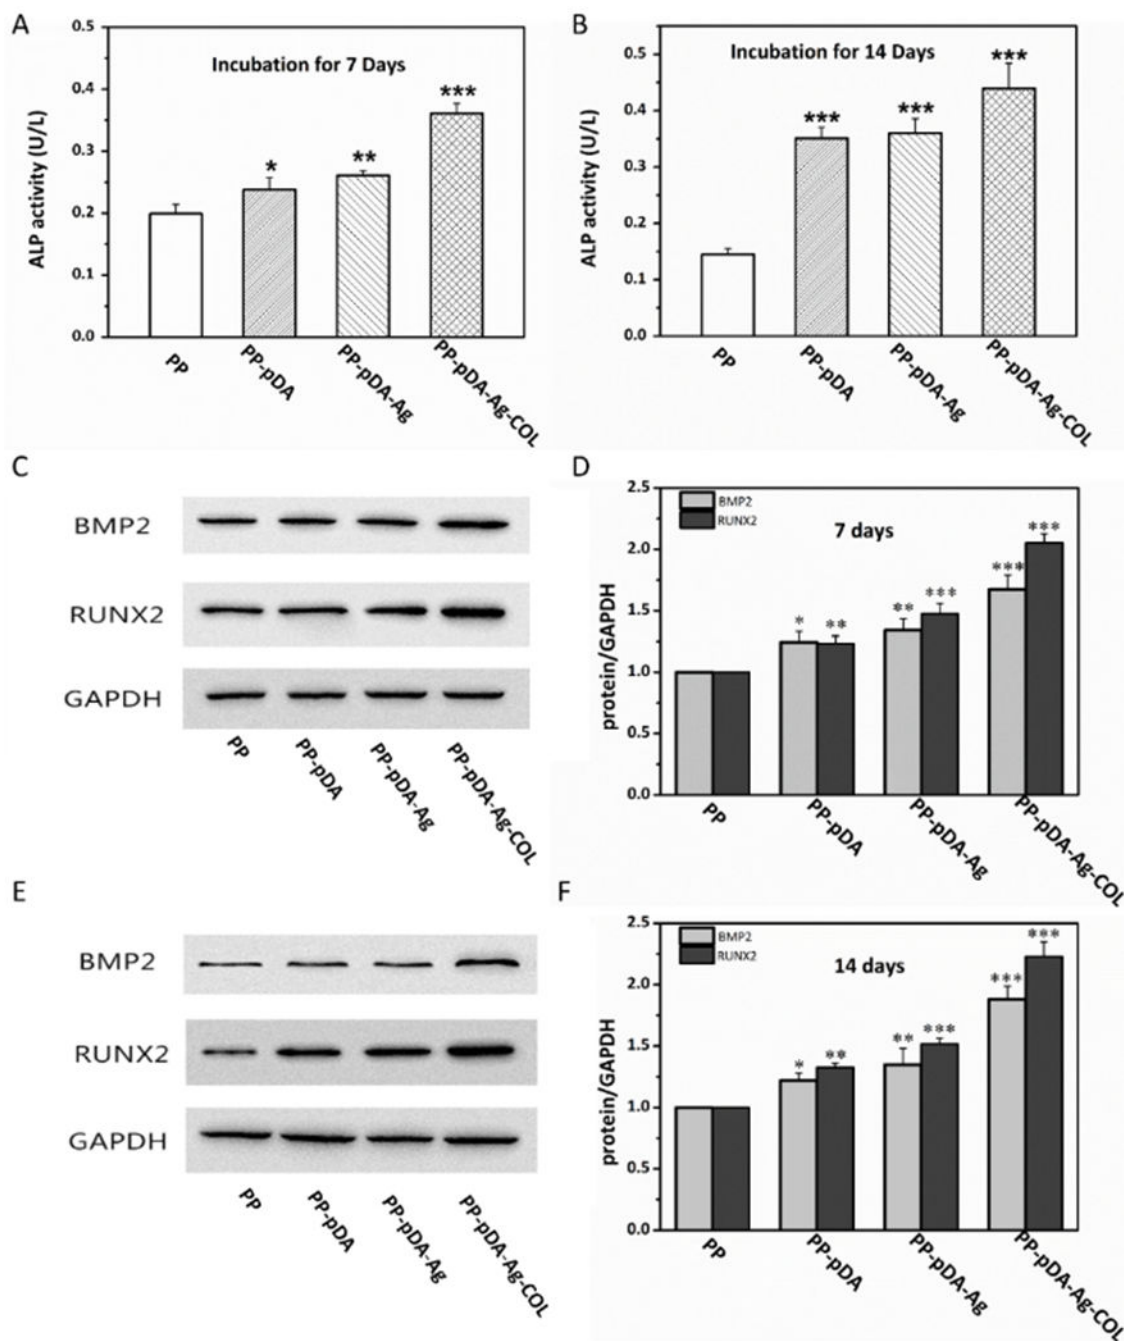 A
0.5
0.4
0.3
0.2
0.1
0.0
ALP activity (U/L)
Incubation for 7 Days
*
**
***
PP
PP-pDA
PP-pDA-Ag
PP-pDA-Ag-COL
B
0.5
0.4
0.3
0.2
0.1
0.0
ALP activity (U/L)
Incubation for 14 Days
***
***
***
PP
PP-pDA
PP-pDA-Ag
PP-pDA-Ag-COL
C
BMP2
RUNX2
GAPDH
PP
PP-pDA
PP-pDA-Ag
PP-pDA-Ag-COL
D
2.5
2.0
1.5
1.0
0.5
0.0
protein/GAPDH
BMP2
RUNX2
7 days
*
**
**
***
***
***
PP
PP-pDA
PP-pDA-Ag
PP-pDA-Ag-COL
E
BMP2
RUNX2
GAPDH
PP
PP-pDA
PP-pDA-Ag
PP-pDA-Ag-COL
F
2.5
2.0
1.5
1.0
0.5
0.0
protein/GAPDH
BMP2
RUNX2
14 days
*
**
**
***
***
***
PP
PP-pDA
PP-pDA-Ag
PP-pDA-Ag-COL